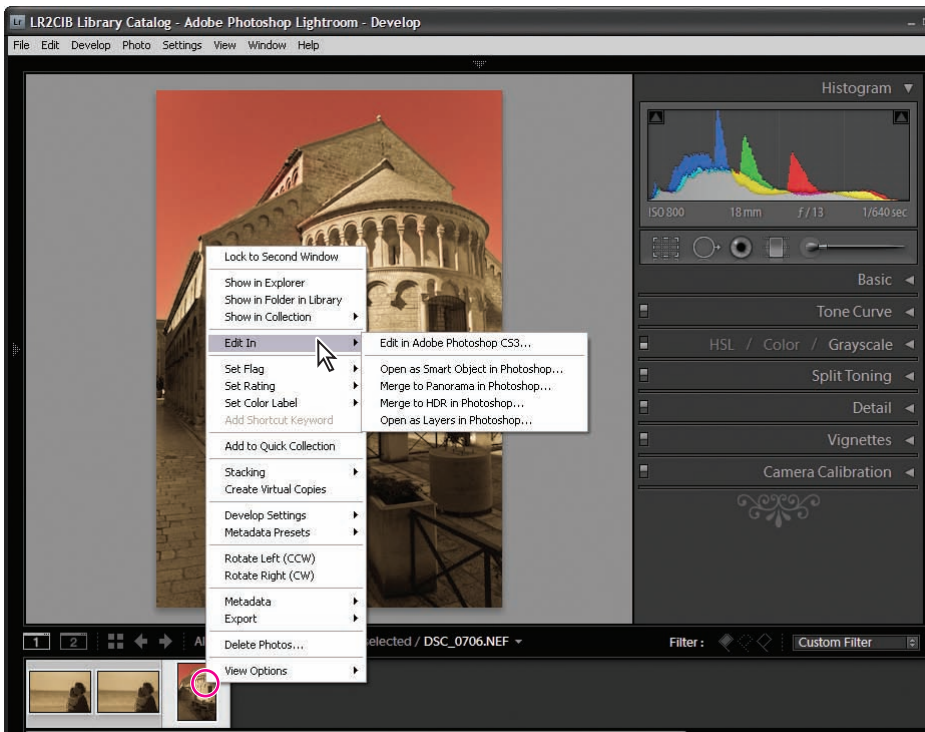 Lr LR2CIB Library Catalog - Adobe Photoshop Lightroom - Develop
File Edit Develop Photo Settings View Window Help
Histogram
ISO 800 18 mm f / 13 1/640 sec
Basic
Tone Curve
HSL / Color / Grayscale
Split Toning
Detail
Vignettes
Camera Calibration
Lock to Second Window
Show in Explorer
Show in Folder in Library
Show in Collection
Edit In
Set Flag
Set Rating
Set Color Label
Add Shortcut Keyword
Add to Quick Collection
Stacking
Create Virtual Copies
Develop Settings
Metadata Presets
Rotate Left (CCW)
Rotate Right (CW)
Metadata
Export
Delete Photos...
View Options
Edit in Adobe Photoshop CS3...
Open as Smart Object in Photoshop...
Merge to Panorama in Photoshop...
Merge to HDR in Photoshop...
Open as Layers in Photoshop...
1 2 selected / DSC_0706.NEF Filter : Custom Filter